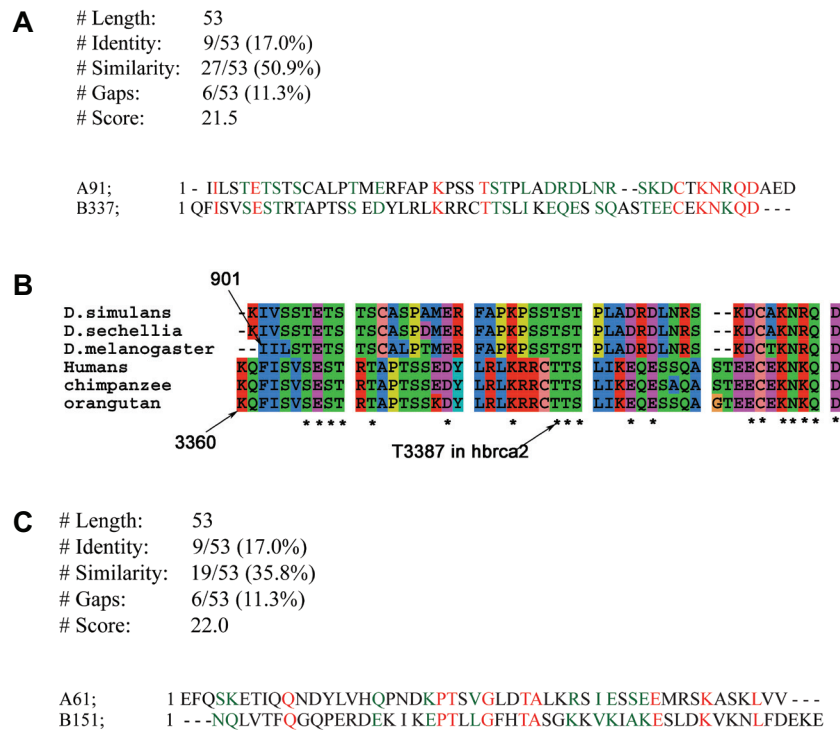 A
# Length: 53
# Identity: 9/53 (17.0%)
# Similarity: 27/53 (50.9%)
# Gaps: 6/53 (11.3%)
# Score: 21.5
A91; 1 - IILSTETSTSCALPTMERFAP KPSS TSTPLADRDLNR --SKDCTKNRQDAED
B337; 1 QFISVSESTRTAPTSS EDYLRLKRRCTTSLI KEQES SQASTEECEKNKQD ---
B
901
D.simulans -KIVSSTETS TSCASPAMER FAPKPSSTST PLADRDLNRS --KDCAKNRQ D
D.sechellia -KIVSSTETS TSCASPDMER FAPKPSSTST PLADRDLNRS --KDCAKNRQ D
D.melanogaster --IILSTETS TSCALPTMER FAPKPSSTST PLADRDLNRS --KDCTKNRQ D
Humans KQFISVSEST RTAPTSSEDY LRLKRRCTTS LIKEQESSQA STEECEKNKQ D
chimpanzee KQFISVSEST RTAPTSSEDY LRLKRRCTTS LIKEQESAQA STEECEKNKQ D
orangutan KQFISVSEST RTAPTSSKDY LRLKRRCTTS LIKEQESSQA GTEECEKNKQ D
**** * * * *** * * ** **** *
3360
T3387 in hbrca2
C
# Length: 53
# Identity: 9/53 (17.0%)
# Similarity: 19/53 (35.8%)
# Gaps: 6/53 (11.3%)
# Score: 22.0
A61; 1 EFQSKETIQQNDYLVHQPNDKPTSVGLDTALKRS I ESSEEMRSKASKLVV ---
B151; 1 ---NQLVTFQGQPERDEK I KEPTLLGFHTASGKKVKIAKESLDKVKNLFDEKE